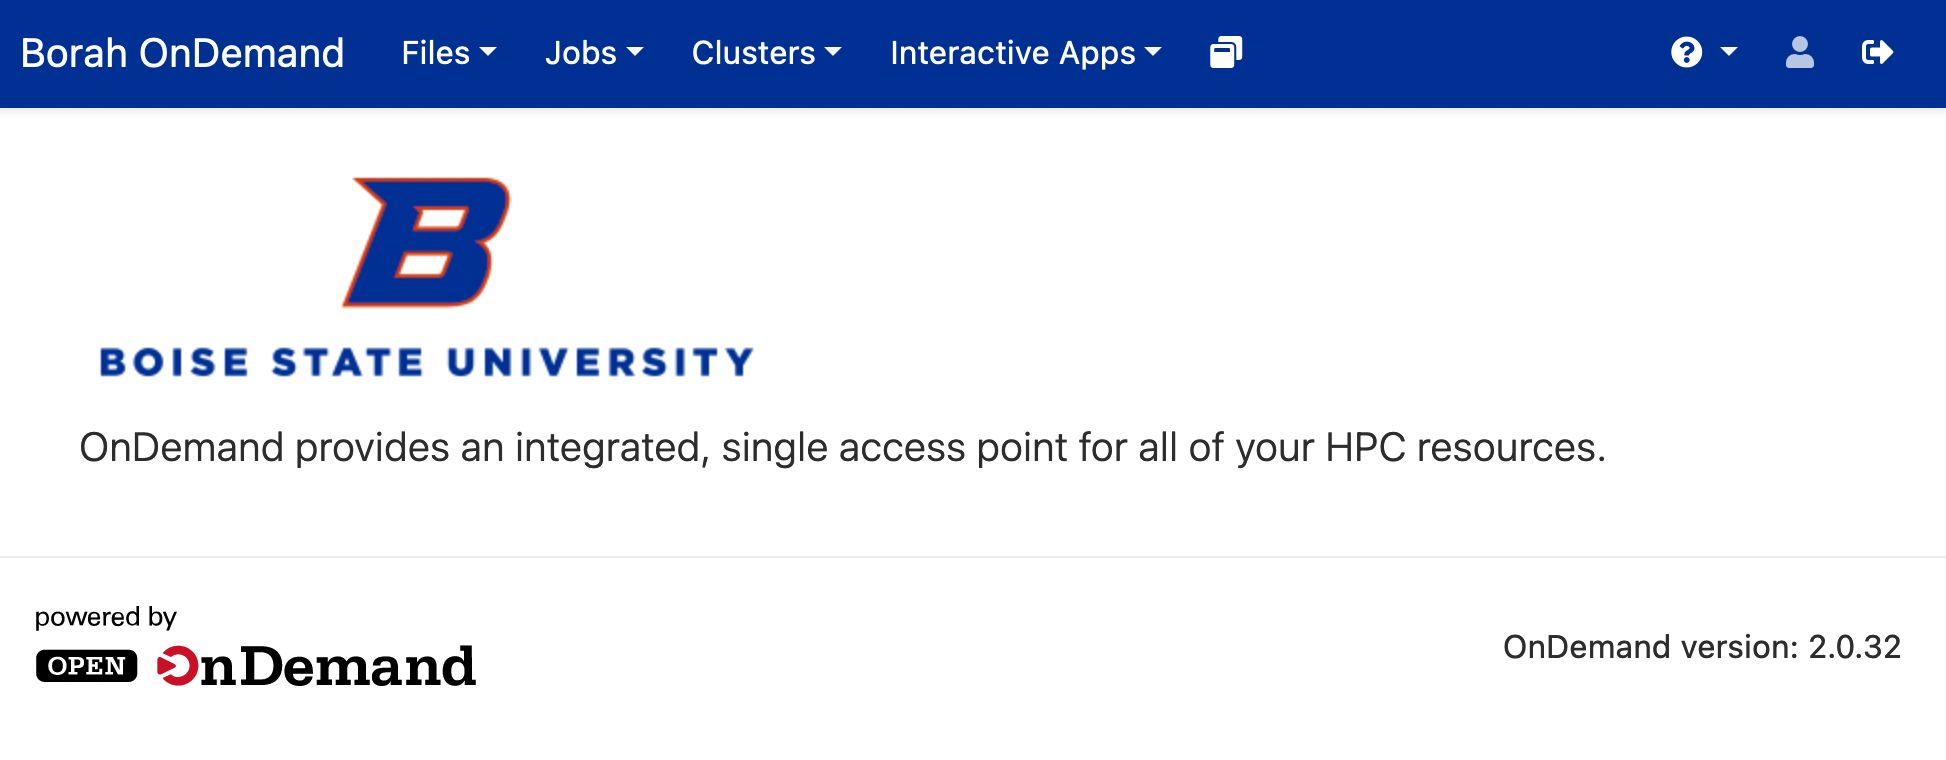 Borah OnDemand Files Jobs Clusters Interactive Apps
B
BOISE STATE UNIVERSITY
OnDemand provides an integrated, single access point for all of your HPC resources.
powered by
OPEN OnDemand
OnDemand version: 2.0.32